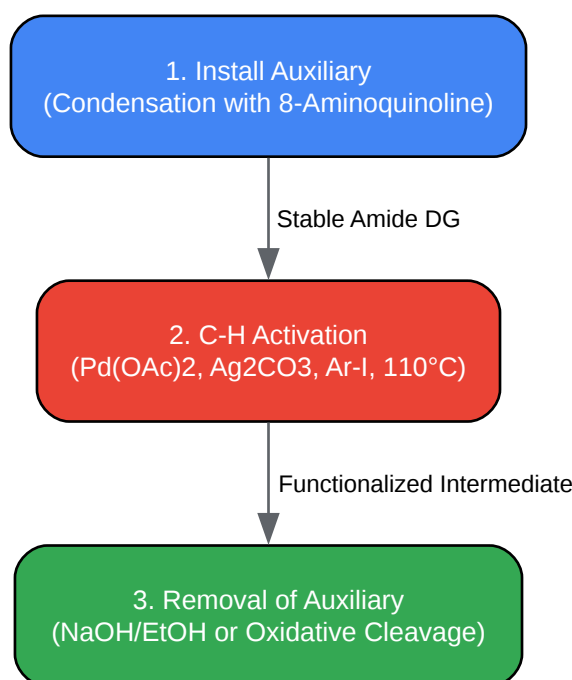 1. Install Auxiliary
(Condensation with 8-Aminoquinoline)
Stable Amide DG
2. C-H Activation
(Pd(OAc)2, Ag2CO3, Ar-I, 110°C)
Functionalized Intermediate
3. Removal of Auxiliary
(NaOH/EtOH or Oxidative Cleavage)